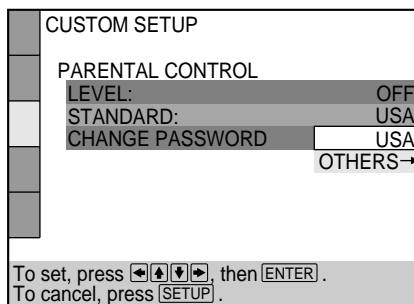 CUSTOM SETUP
PARENTAL CONTROL
LEVEL: OFF
STANDARD: USA
CHANGE PASSWORD USA
OTHERS→
To set, press ←↑↓→, then ENTER.
To cancel, press SETUP.